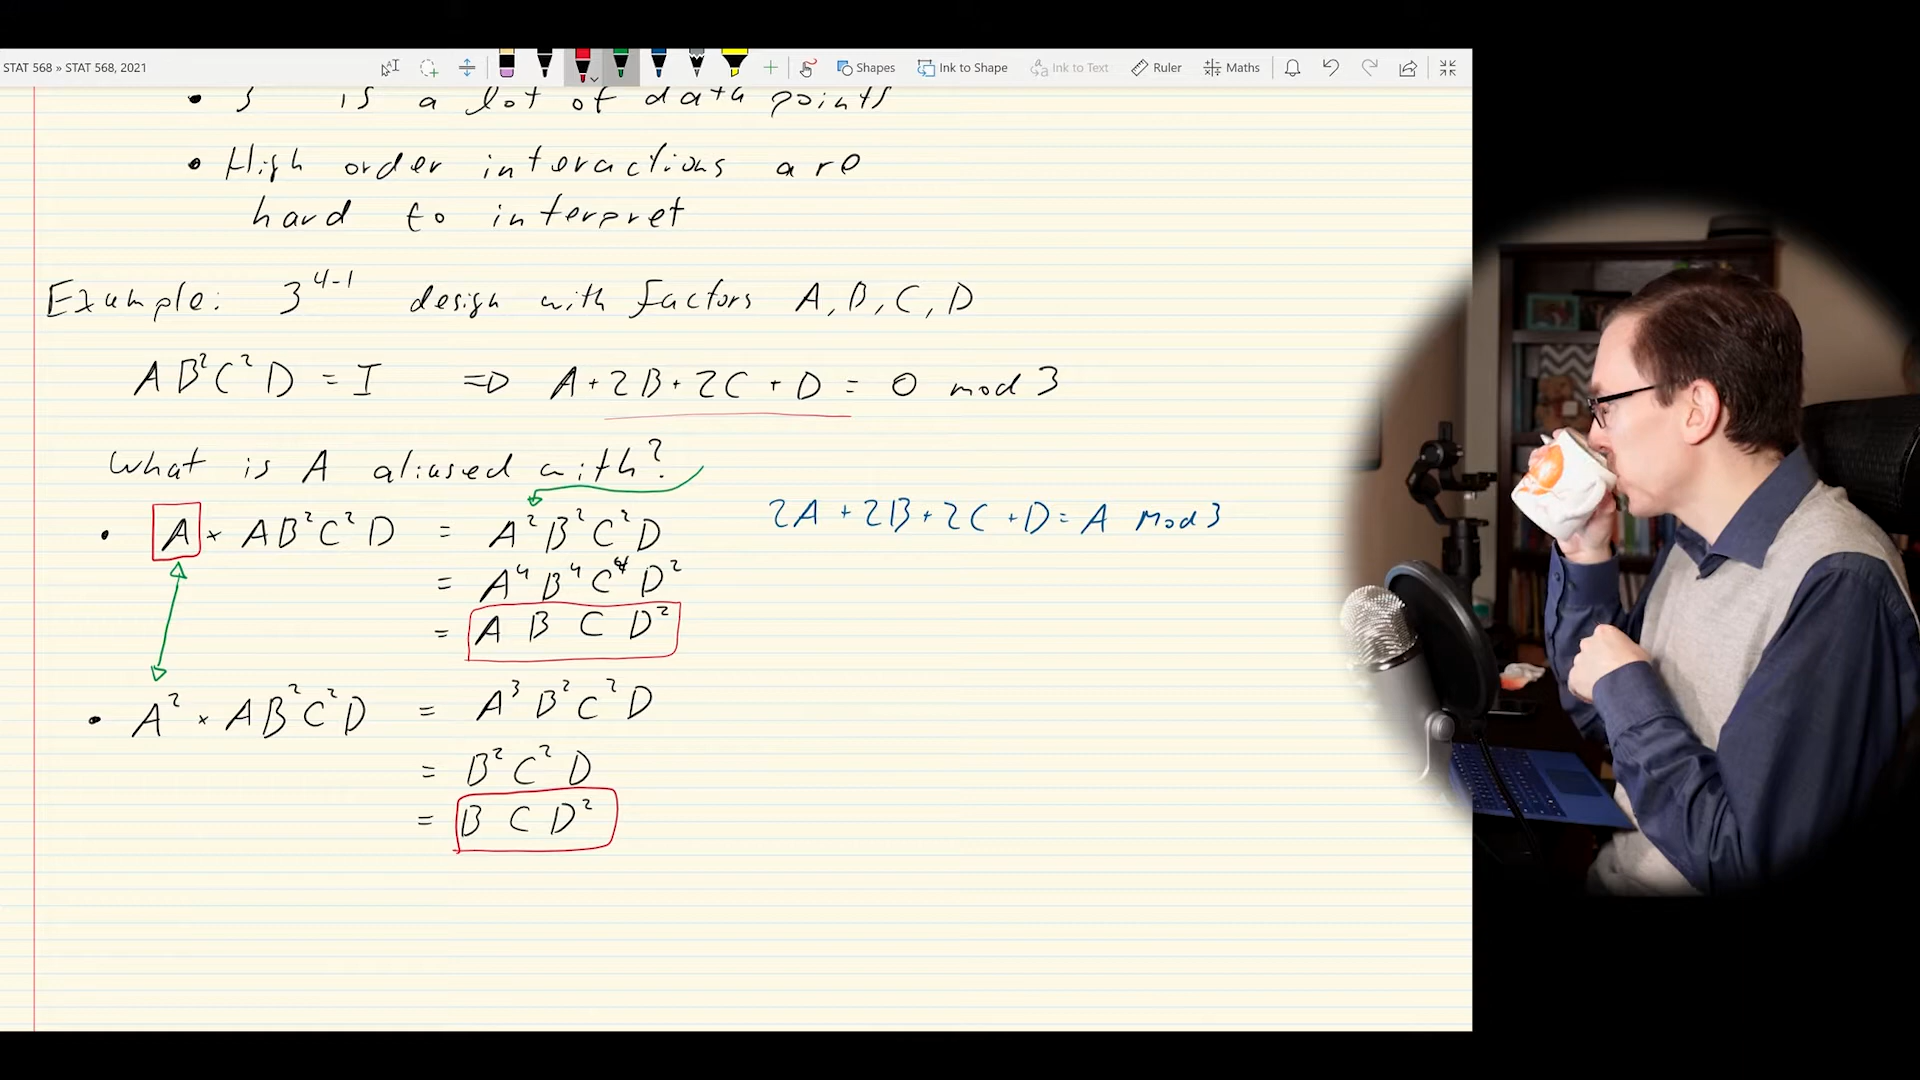 STAT 568 » STAT 568, 2021
Shapes Ink to Shape Ink to Text Ruler Maths
• 3 is a lot of data points
• High order interactions are
hard to interpret
Example: 3⁴⁻¹ design with factors A, B, C, D
AB²C²D = I => A + 2B + 2C + D = 0 mod 3
What is A aliased with?
• A × AB²C²D = A²B²C²D
2A + 2B + 2C + D = A mod 3
= A⁴B⁴C⁴D²
= A B C D²
• A² × AB²C²D = A³B²C²D
= B²C²D
= B C D²